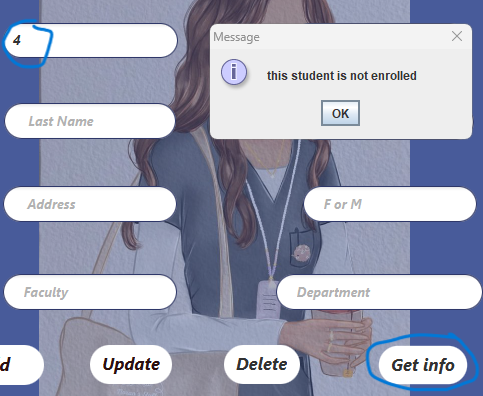 4
Message
i
this student is not enrolled
OK
Last Name
Address
F or M
Faculty
Department
d
Update
Delete
Get info